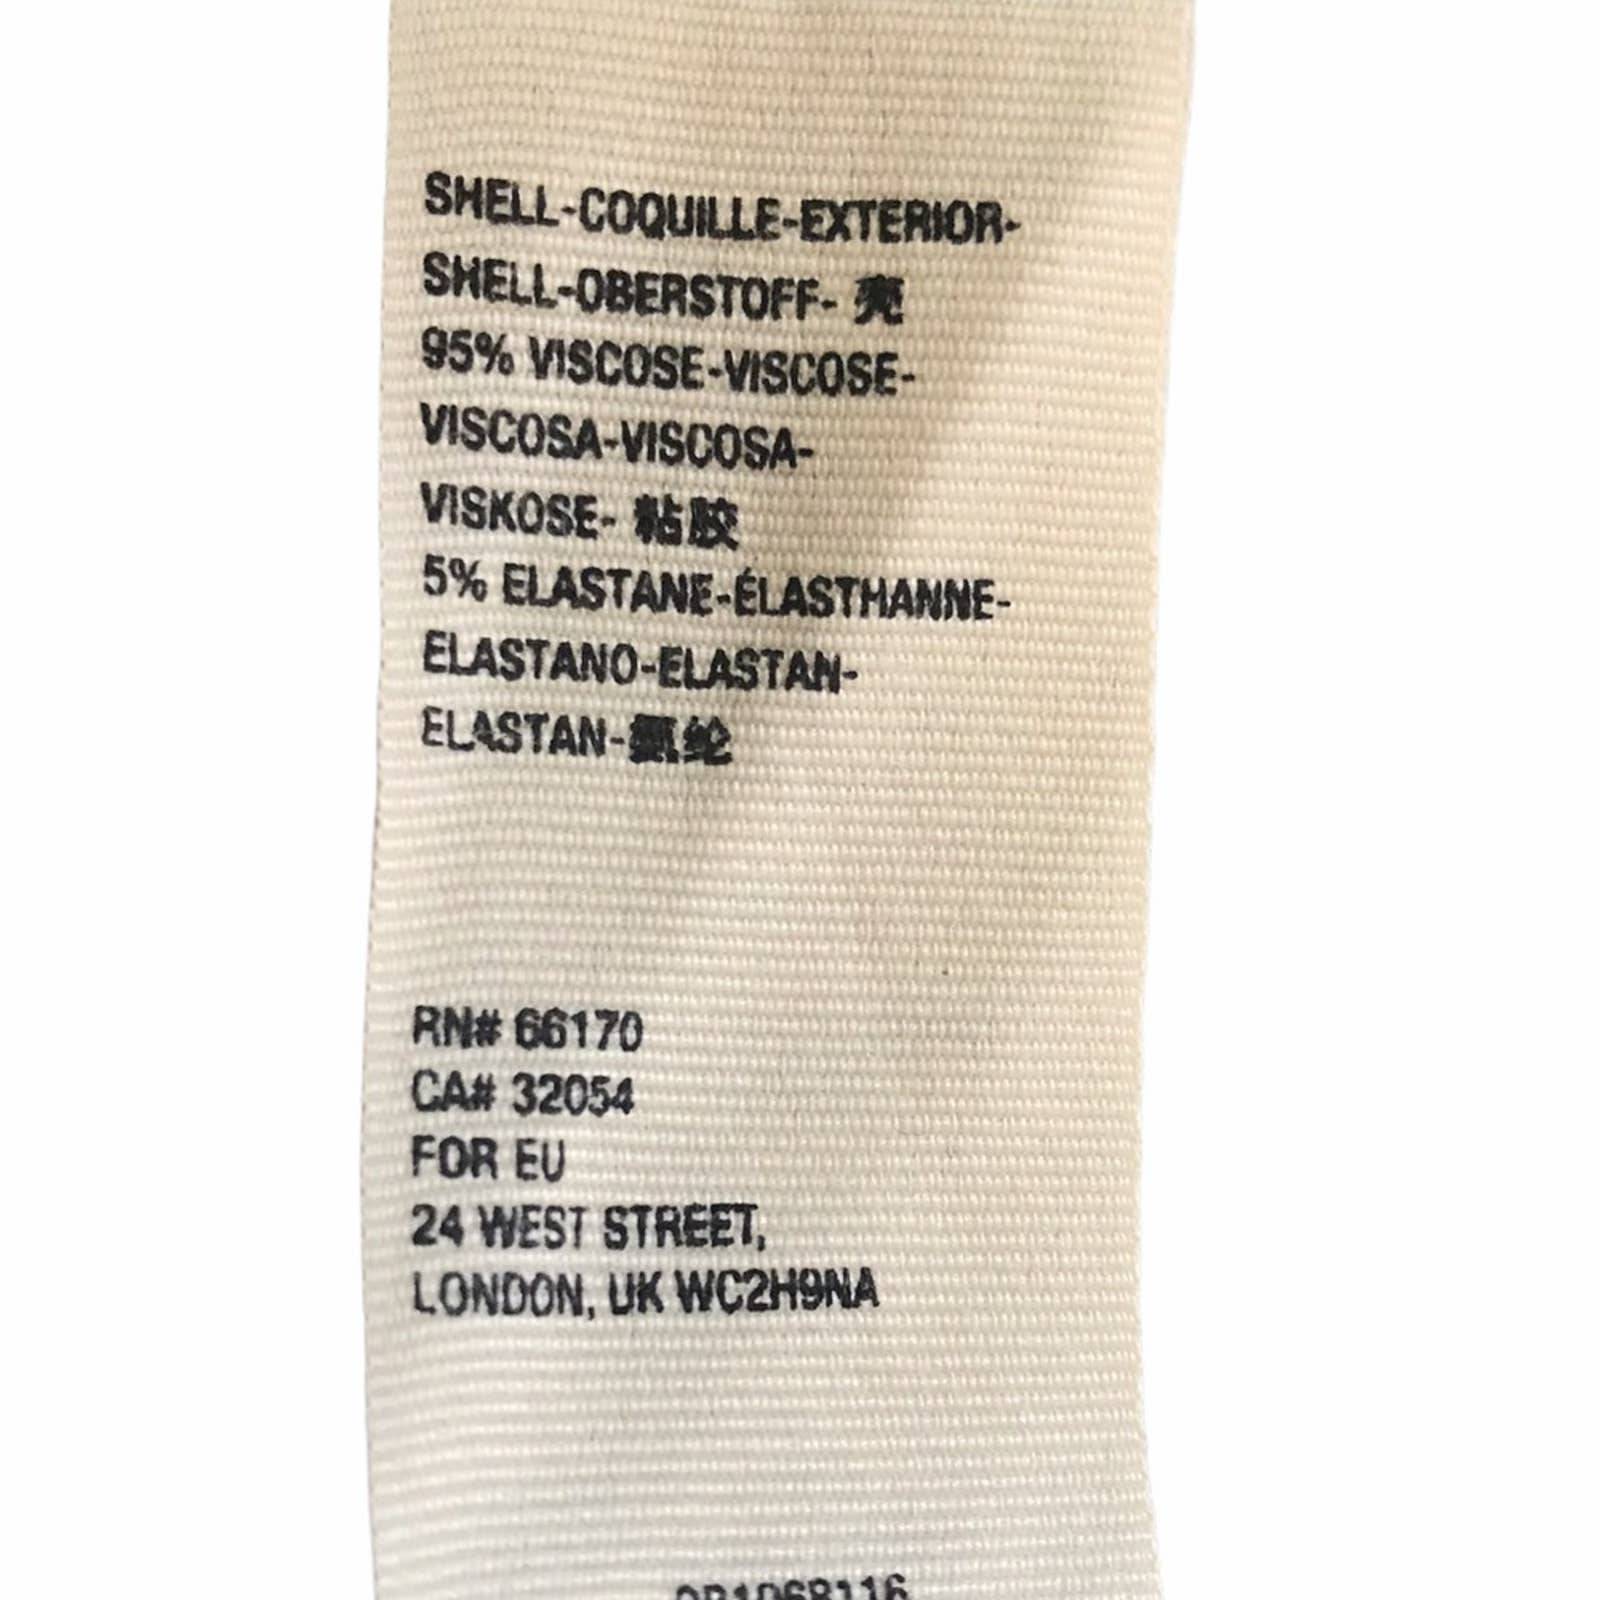 SHELL-COQUILLE-EXTERIOR-
SHELL-OBERSTOFF- 壳
95% VISCOSE-VISCOSE-
VISCOSA-VISCOSA-
VISKOSE- 粘胶
5% ELASTANE-ÉLASTHANNE-
ELASTANO-ELASTAN-
ELASTAN-氨纶
RN# 66170
CA# 32054
FOR EU
24 WEST STREET,
LONDON, UK WC2H9NA